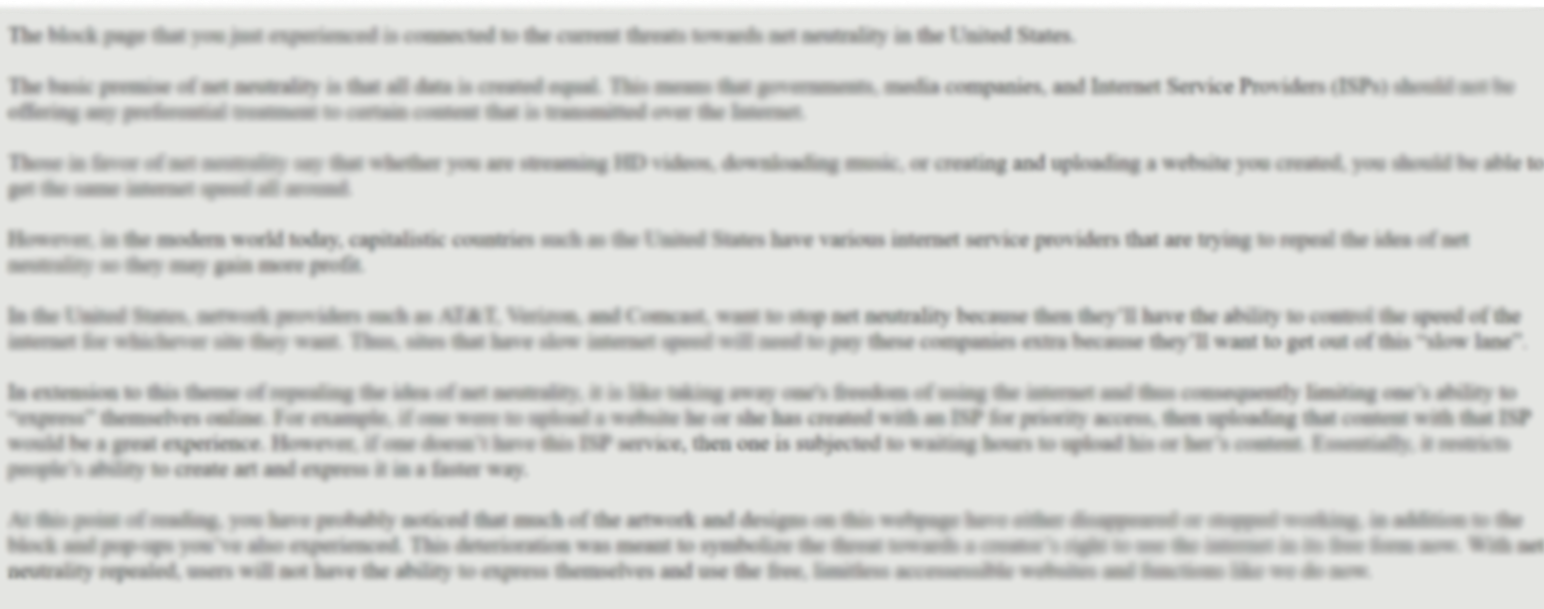 The block page that you just experienced is connected to the current threats towards net neutrality in the United States.
The basic premise of net neutrality is that all data is created equal. This means that governments, media companies, and Internet Service Providers (ISPs) should not be
offering any preferential treatment to certain content that is transmitted over the Internet.
Those in favor of net neutrality say that whether you are streaming HD videos, downloading music, or creating and uploading a website you created, you should be able to
get the same internet speed all around.
However, in the modern world today, capitalistic countries such as the United States have various internet service providers that are trying to repeal the idea of net
neutrality so they may gain more profit.
In the United States, network providers such as AT&T, Verizon, and Comcast, want to stop net neutrality because then they'll have the ability to control the speed of the
internet for whichever site they want. Thus, sites that have slow internet speed will need to pay these companies extra because they'll want to get out of this “slow lane”.
In extension to this theme of repealing the idea of net neutrality, it is like taking away one's freedom of using the internet and thus consequently limiting one’s ability to
“express” themselves online. For example, if one were to upload a website he or she has created with an ISP for priority access, then uploading that content with that ISP
would be a great experience. However, if one doesn’t have this ISP service, then one is subjected to waiting hours to upload his or her’s content. Essentially, it restricts
people’s ability to create art and express it in a faster way.
At this point of reading, you have probably noticed that much of the artwork and designs on this webpage have either disappeared or stopped working, in addition to the
block and pop-ups you’ve also experienced. This deterioration was meant to symbolize the threat towards a creator’s right to use the internet in its free form now. With net
neutrality repealed, users will not have the ability to express themselves and use the free, limitless accessessible websites and functions like we do now.